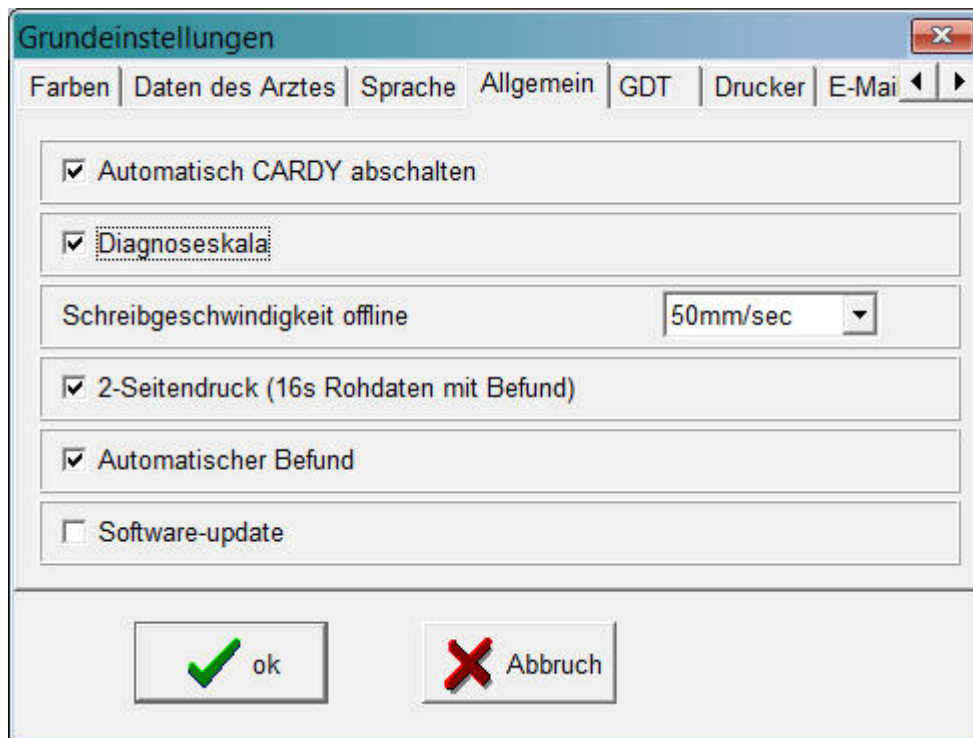 Grundeinstellungen
Farben Daten des Arztes Sprache Allgemein GDT Drucker E-Mail
Automatisch CARDY abschalten
Diagnoseskala
Schreibgeschwindigkeit offline 50mm/sec
2-Seitendruck (16s Rohdaten mit Befund)
Automatischer Befund
Software-update
ok Abbruch